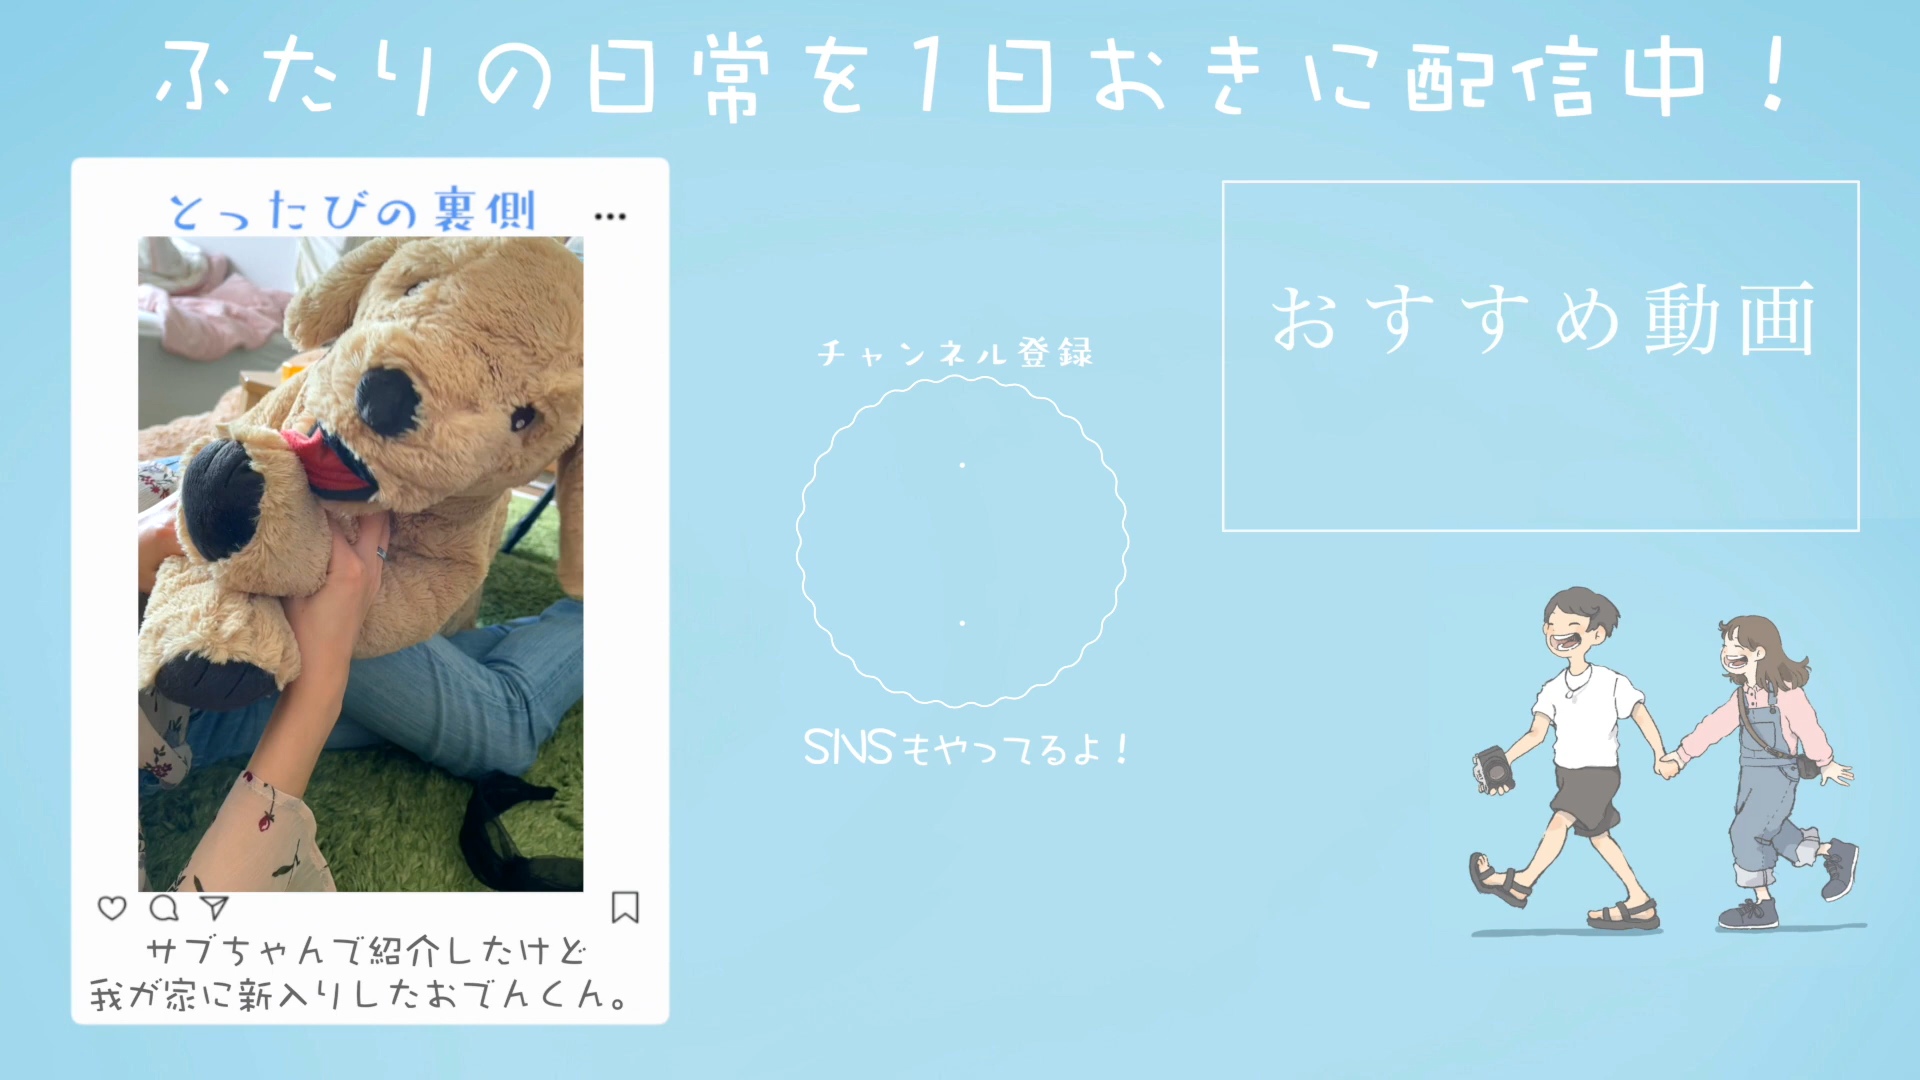 ふたりの日常を1日おきに配信中！
とったびの裏側
サブちゃんで紹介したけど
我が家に新入りしたおでんくん。
チャンネル登録
SNSもやってるよ！
おすすめ動画